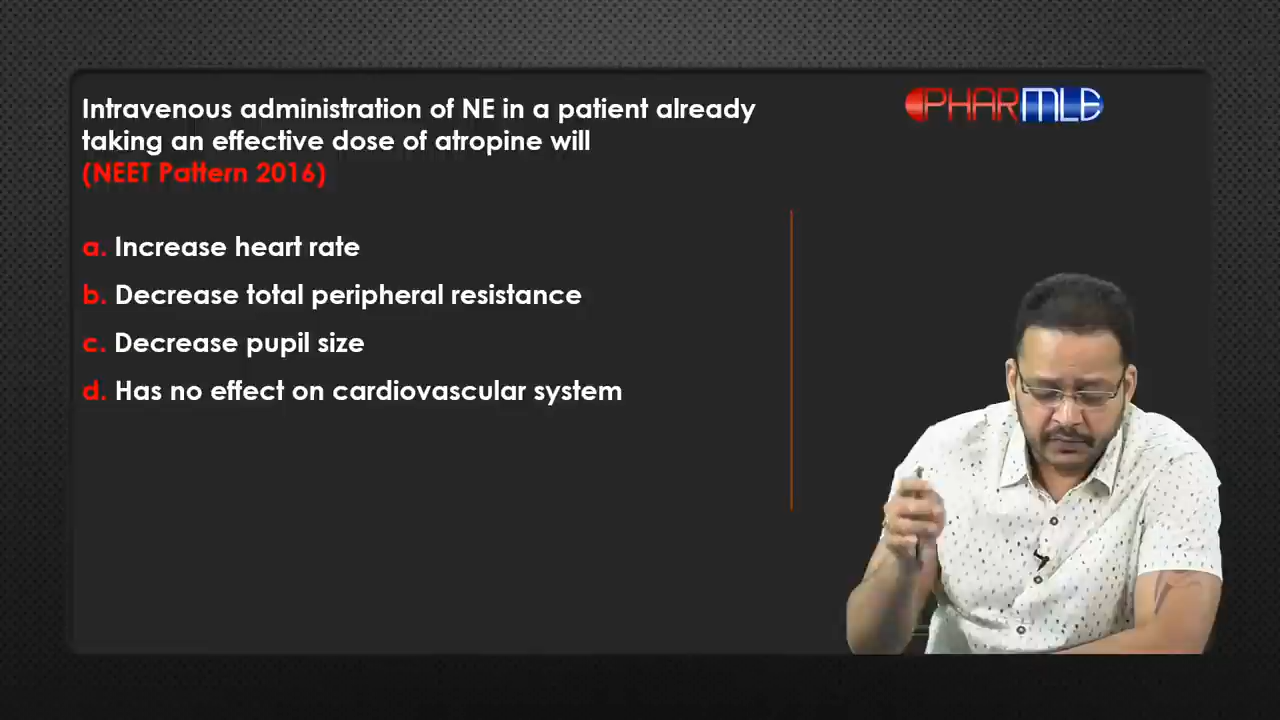 Intravenous administration of NE in a patient already
taking an effective dose of atropine will
(NEET Pattern 2016)
PHARMLE
a. Increase heart rate
b. Decrease total peripheral resistance
c. Decrease pupil size
d. Has no effect on cardiovascular system